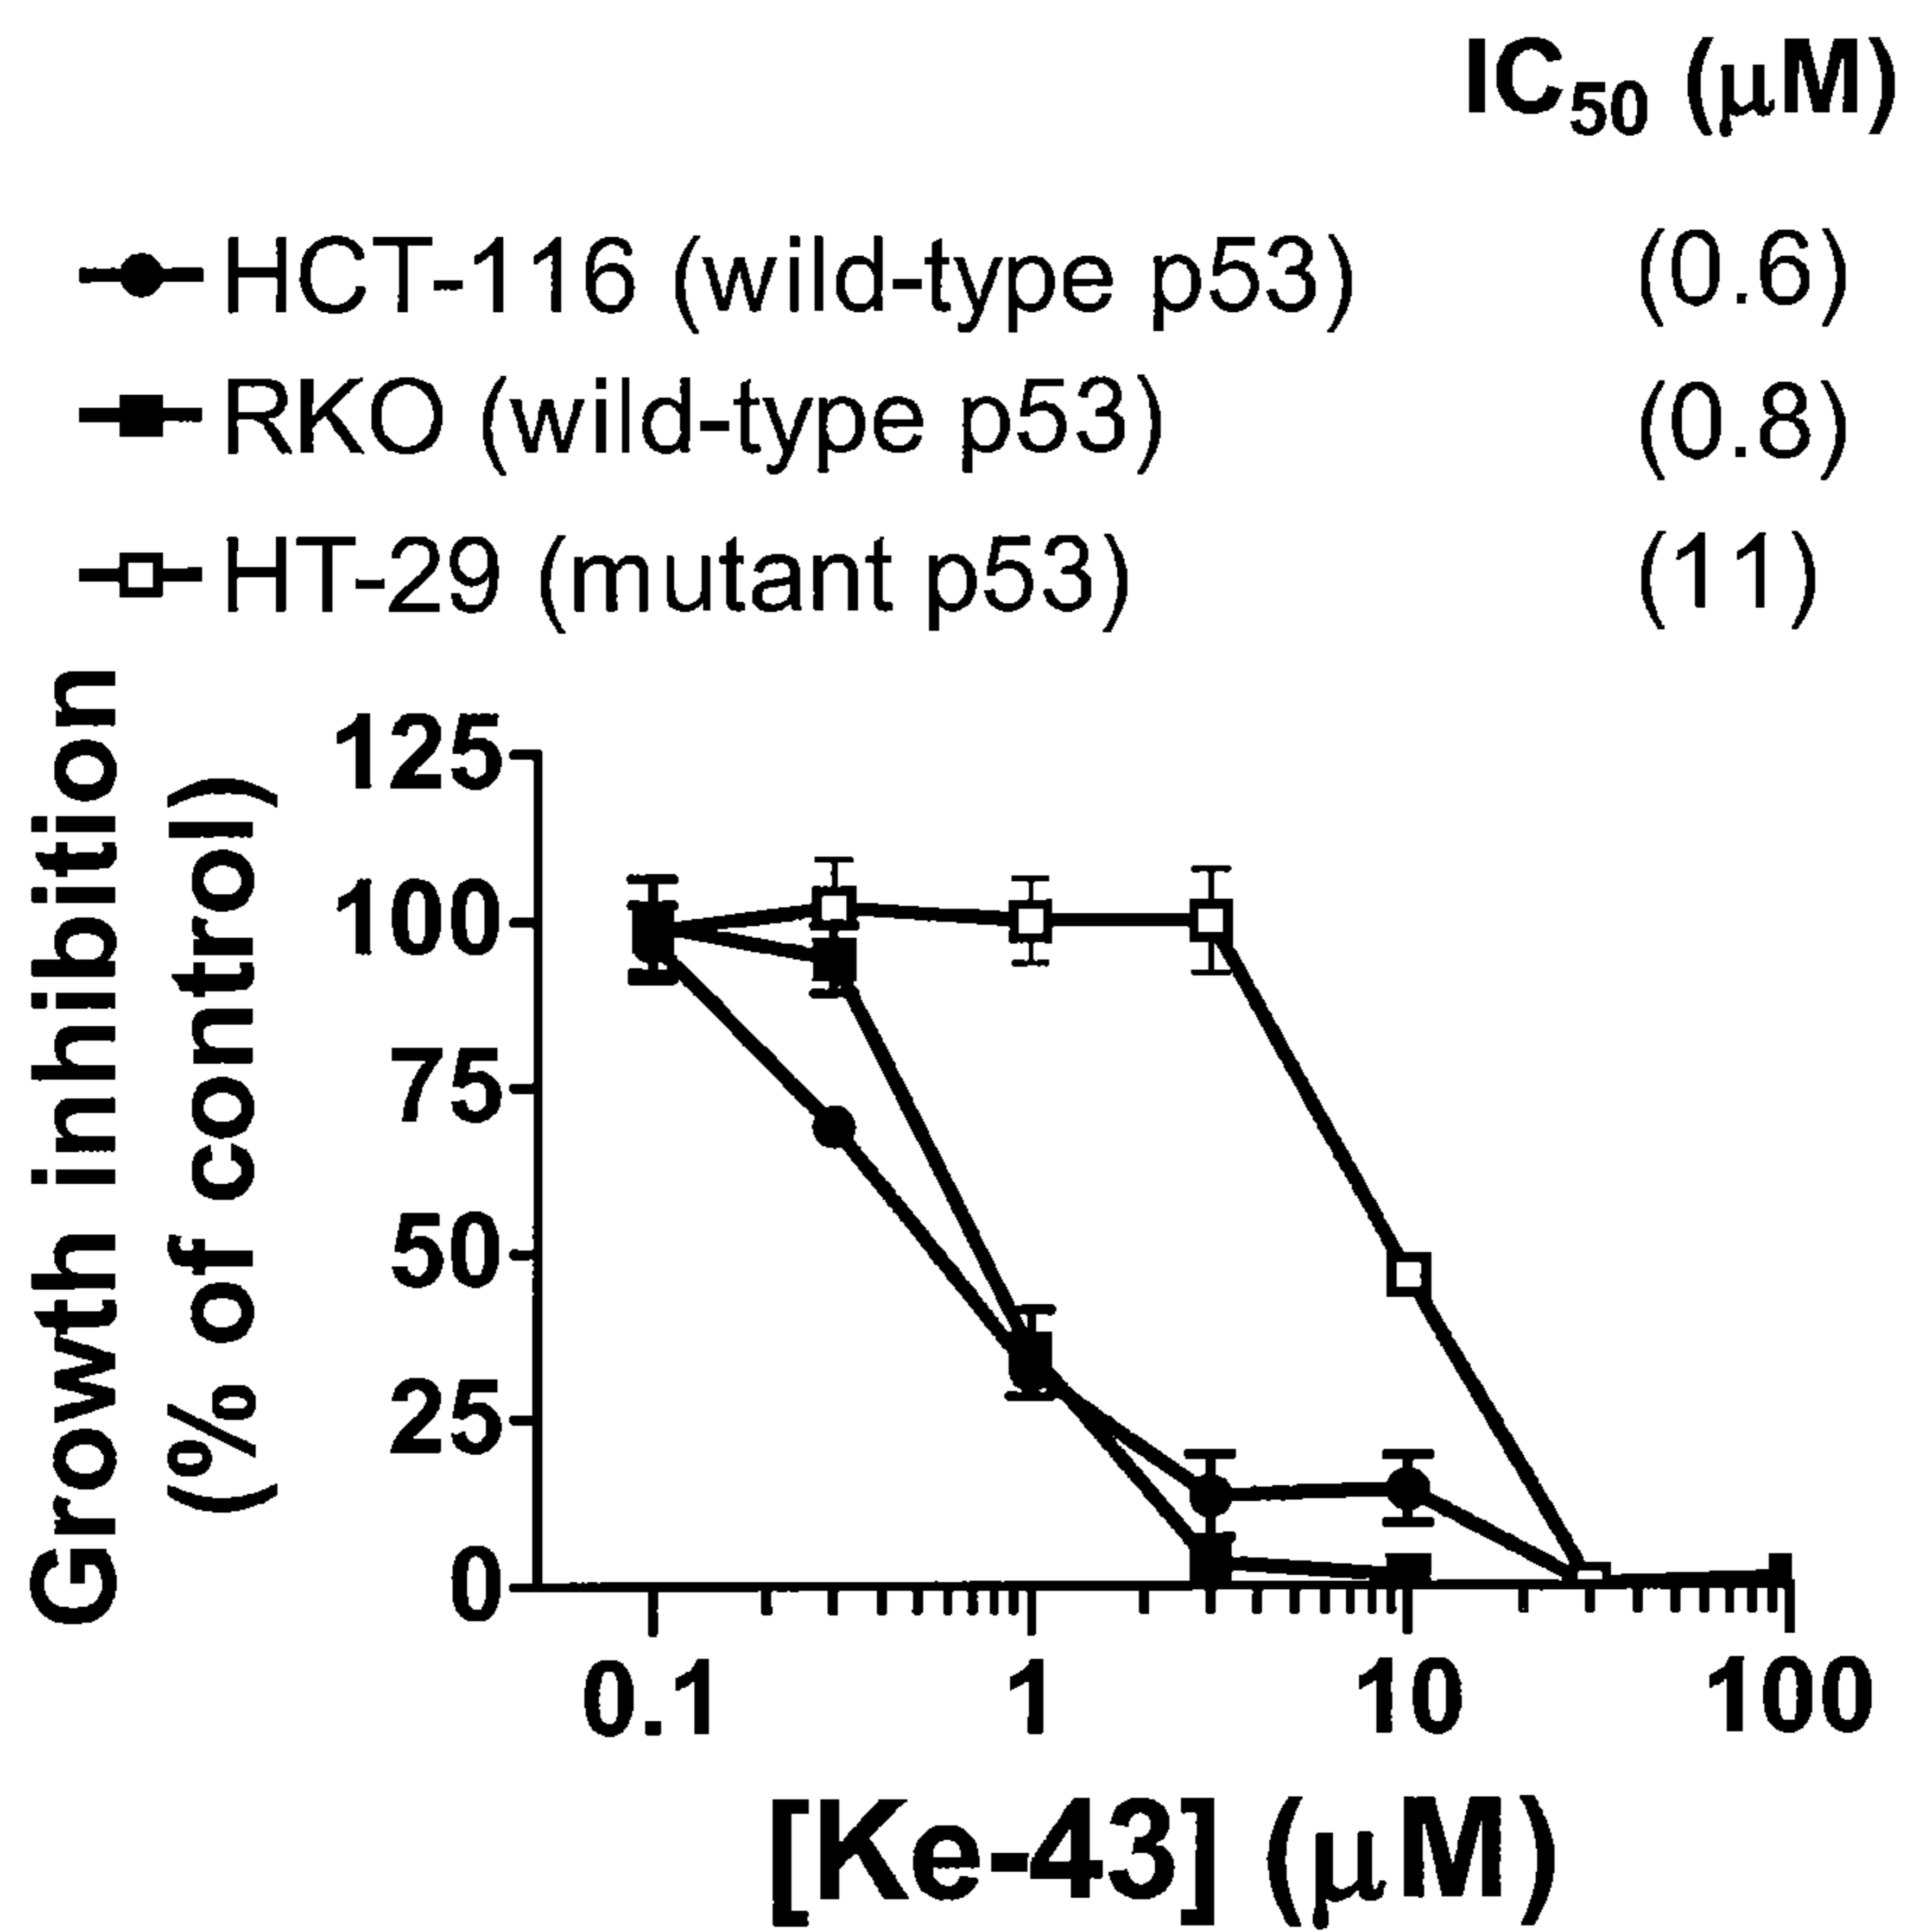 IC50 (μM)
HCT-116 (wild-type p53) (0.6)
RKO (wild-type p53) (0.8)
HT-29 (mutant p53) (11)
Growth inhibition
(% of control)
125
100
75
50
25
0
0.1 1 10 100
[Ke-43] (μM)